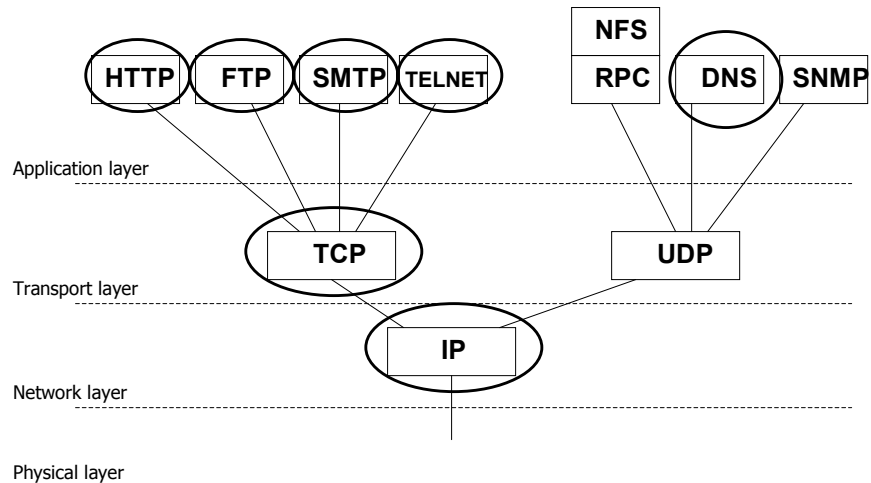 NFS
HTTP FTP SMTP TELNET RPC DNS SNMP
Application layer
TCP UDP
Transport layer
IP
Network layer
Physical layer